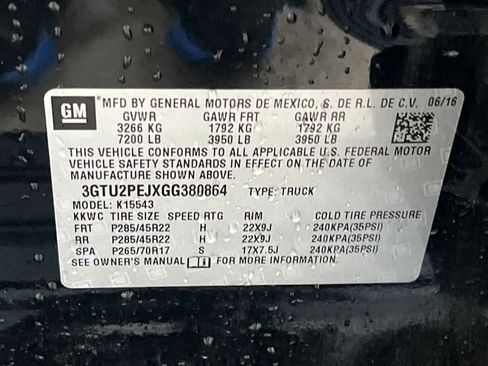 GM
MFD BY GENERAL MOTORS DE MEXICO, S. DE R.L. DE C.V. 06/16
GVWR GAWR FRT GAWR RR
3266 KG 1792 KG 1792 KG
7200 LB 3950 LB 3950 LB
THIS VEHICLE CONFORMS TO ALL APPLICABLE U.S. FEDERAL MOTOR
VEHICLE SAFETY STANDARDS IN EFFECT ON THE DATE OF
MANUFACTURE SHOWN ABOVE.
3GTU2PEJXGG380864 TYPE: TRUCK
MODEL: K15543
KKWC TIRE SIZE SPEED RTG RIM COLD TIRE PRESSURE
FRT P285/45R22 H 22X9J 240KPA(35PSI)
RR P285/45R22 H 22X9J 240KPA(35PSI)
SPA P265/70R17 S 17X7.5J 240KPA(35PSI)
SEE OWNER'S MANUAL FOR MORE INFORMATION.